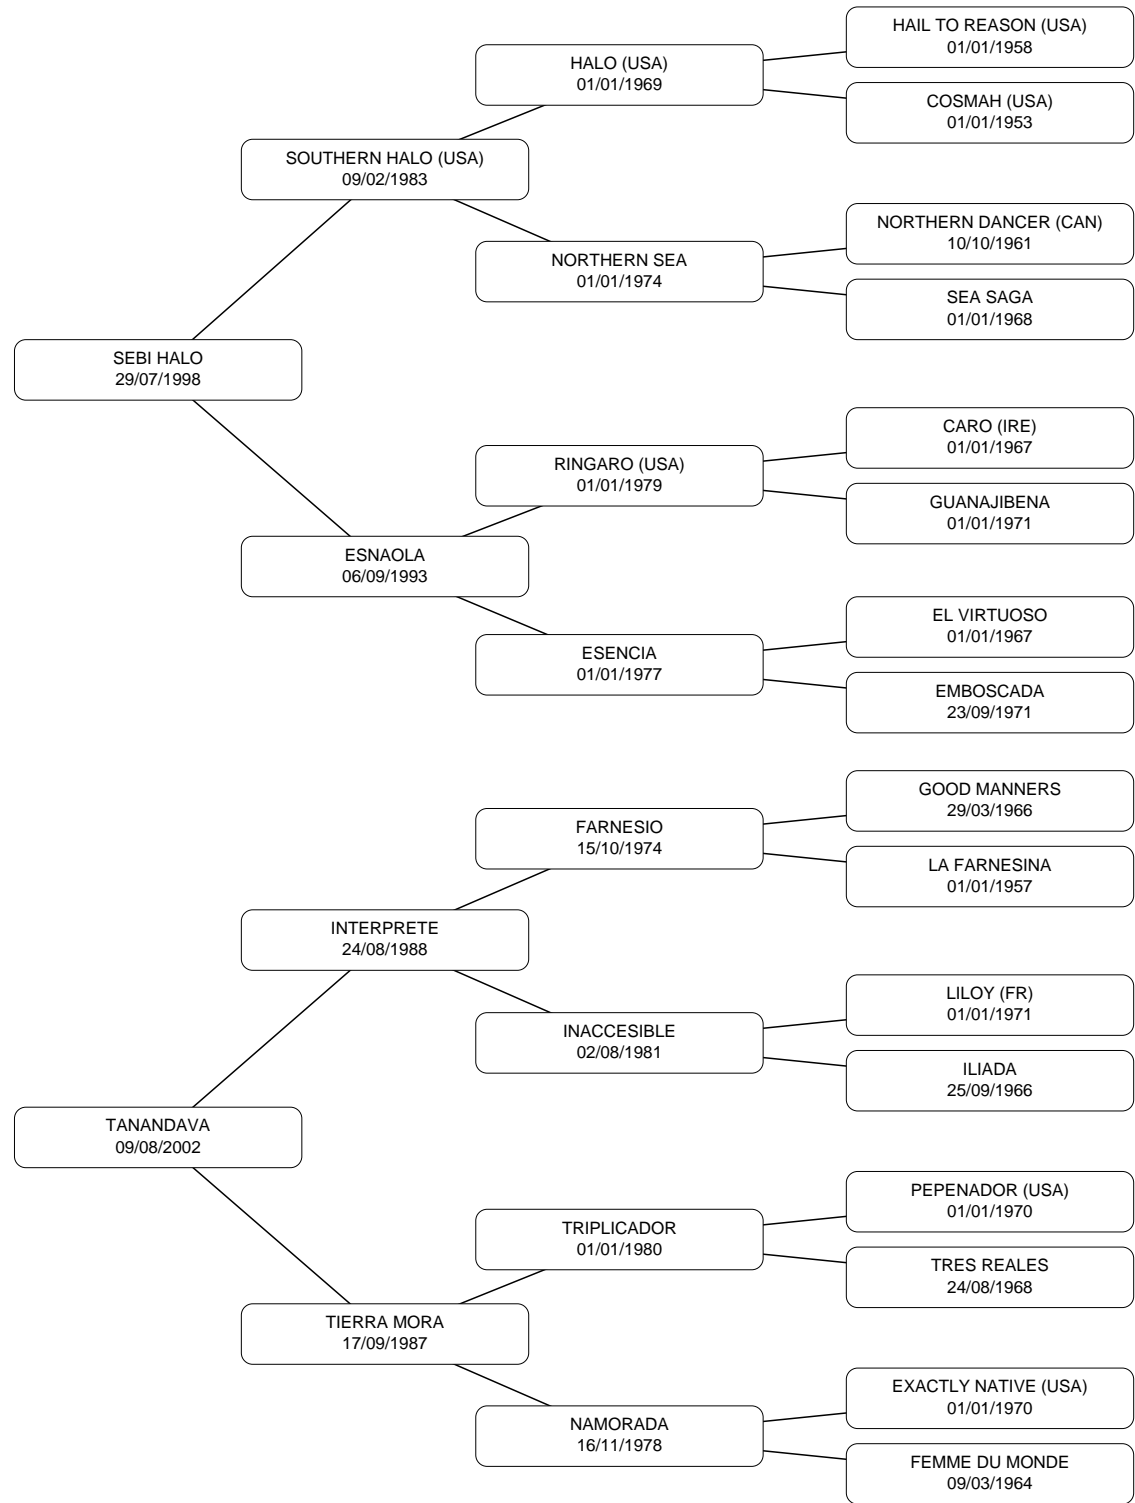 HAIL TO REASON (USA)
01/01/1958
HALO (USA)
01/01/1969
COSMAH (USA)
01/01/1953
SOUTHERN HALO (USA)
09/02/1983
NORTHERN DANCER (CAN)
10/10/1961
NORTHERN SEA
01/01/1974
SEA SAGA
01/01/1968
SEBI HALO
29/07/1998
CARO (IRE)
01/01/1967
RINGARO (USA)
01/01/1979
GUANAJIBENA
01/01/1971
ESNAOLA
06/09/1993
EL VIRTUOSO
01/01/1967
ESENCIA
01/01/1977
EMBOSCADA
23/09/1971
GOOD MANNERS
29/03/1966
FARNESIO
15/10/1974
LA FARNESINA
01/01/1957
INTERPRETE
24/08/1988
LILOY (FR)
01/01/1971
INACCESIBLE
02/08/1981
ILIADA
25/09/1966
TANANDAVA
09/08/2002
PEPENADOR (USA)
01/01/1970
TRIPLICADOR
01/01/1980
TRES REALES
24/08/1968
TIERRA MORA
17/09/1987
EXACTLY NATIVE (USA)
01/01/1970
NAMORADA
16/11/1978
FEMME DU MONDE
09/03/1964